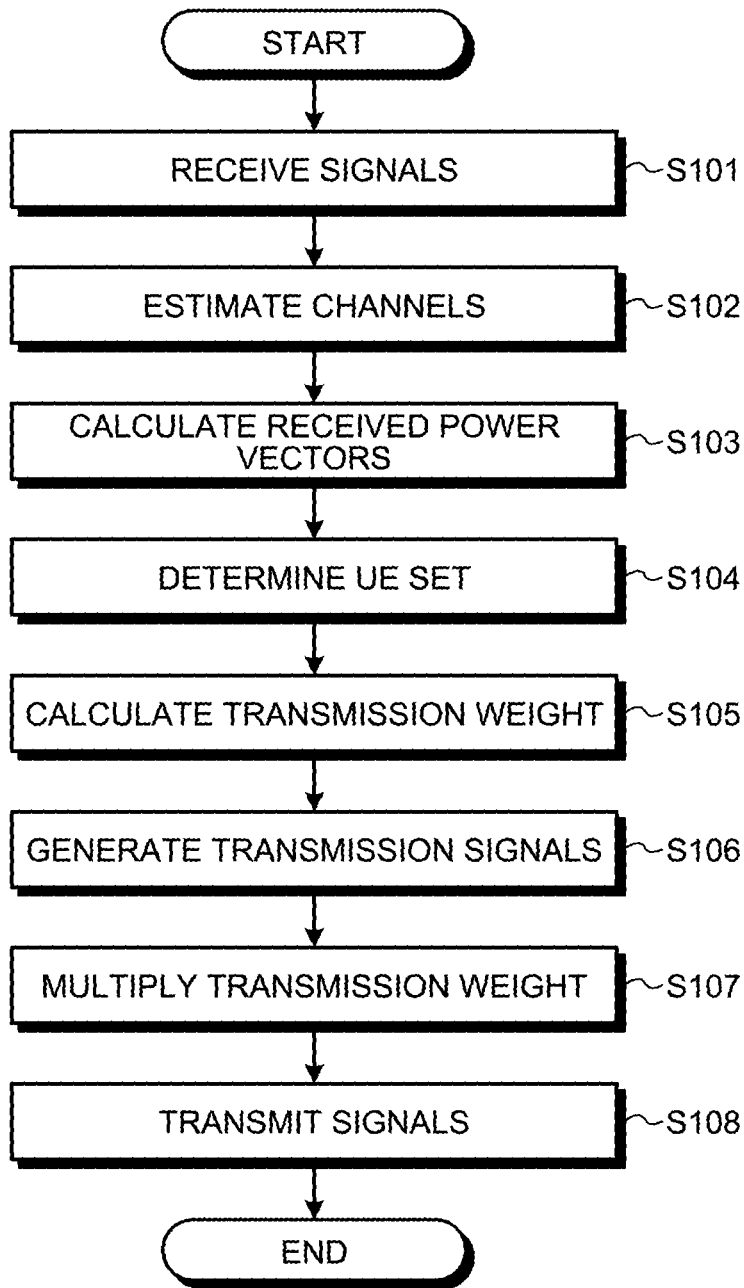 START
RECEIVE SIGNALS
S101
ESTIMATE CHANNELS
S102
CALCULATE RECEIVED POWER
VECTORS
S103
DETERMINE UE SET
S104
CALCULATE TRANSMISSION WEIGHT
S105
GENERATE TRANSMISSION SIGNALS
S106
MULTIPLY TRANSMISSION WEIGHT
S107
TRANSMIT SIGNALS
S108
END